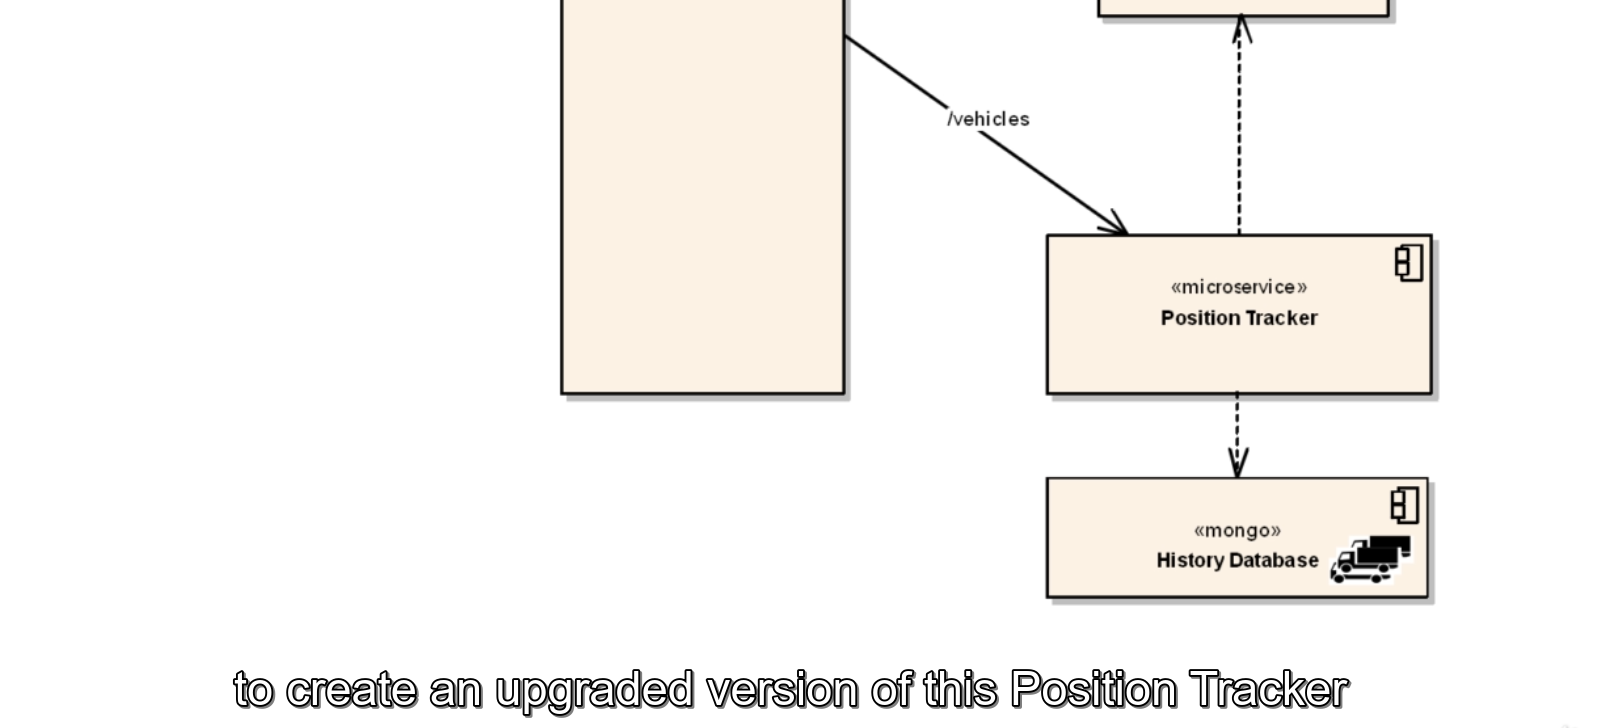 /vehicles
«microservice»
Position Tracker
«mongo»
History Database
to create an upgraded version of this Position Tracker